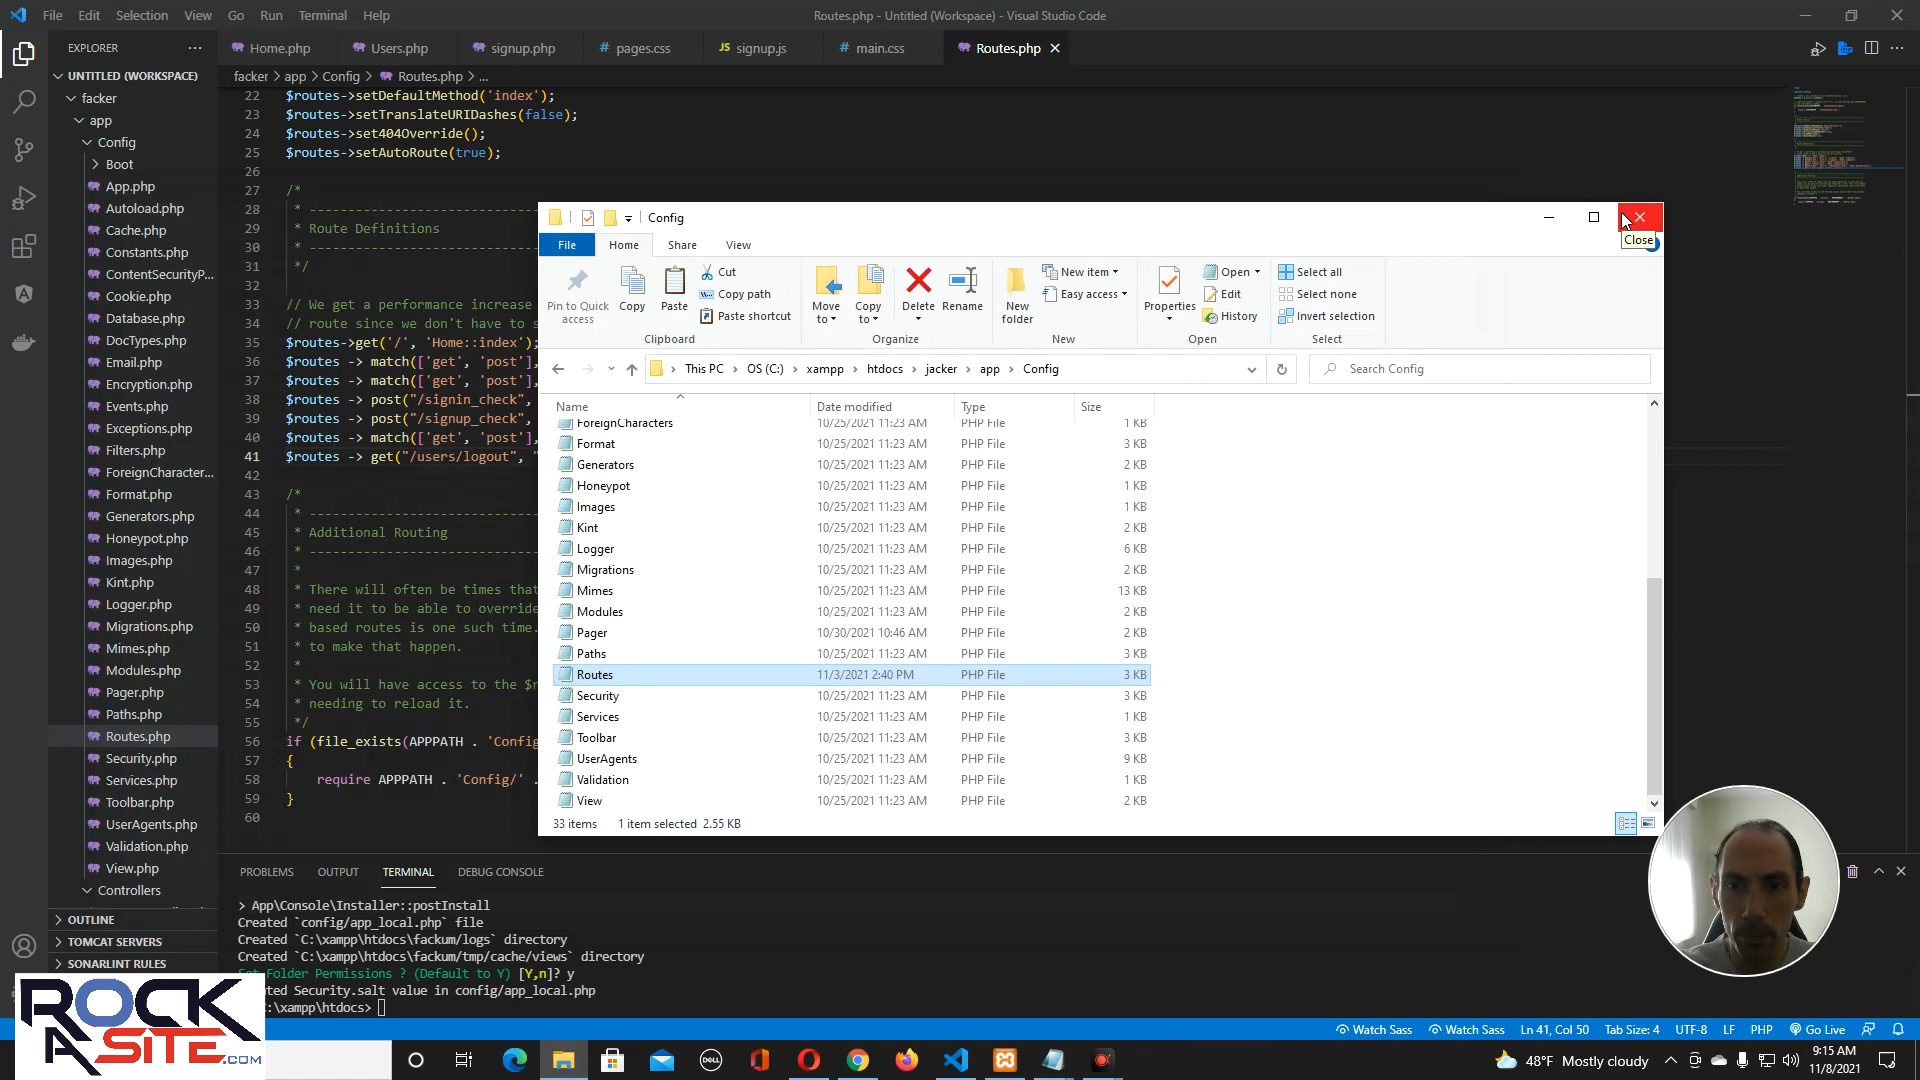 File Edit Selection View Go Run Terminal Help
Routes.php - Untitled (Workspace) - Visual Studio Code
EXPLORER
Home.php Users.php signup.php # pages.css JS signup.js # main.css Routes.php
UNTITLED (WORKSPACE)
facker > app > Config > Routes.php > ...
facker
app
Config
Boot
App.php
Autoload.php
Cache.php
Constants.php
ContentSecurityP...
Cookie.php
Database.php
DocTypes.php
Email.php
Encryption.php
Events.php
Exceptions.php
Filters.php
ForeignCharacter...
Format.php
Generators.php
Honeypot.php
Images.php
Kint.php
Logger.php
Migrations.php
Mimes.php
Modules.php
Pager.php
Paths.php
Routes.php
Security.php
Services.php
Toolbar.php
UserAgents.php
Validation.php
View.php
Controllers
OUTLINE
TOMCAT SERVERS
SONARLINT RULES
22 $routes->setDefaultMethod('index');
23 $routes->setTranslateURIDashes(false);
24 $routes->set404Override();
25 $routes->setAutoRoute(true);
26
27 /*
28 * ------------------------------
29 * Route Definitions
30 * ------------------------------
31 */
32
33 // We get a performance increase
34 // route since we don't have to s
35 $routes->get('/', 'Home::index');
36 $routes -> match(['get', 'post'],
37 $routes -> match(['get', 'post'],
38 $routes -> post("/signin_check",
39 $routes -> post("/signup_check",
40 $routes -> match(['get', 'post'],
41 $routes -> get("/users/logout", "
42
43 /*
44 * ------------------------------
45 * Additional Routing
46 * ------------------------------
47 *
48 * There will often be times that
49 * need it to be able to override
50 * based routes is one such time.
51 * to make that happen.
52 *
53 * You will have access to the $r
54 * needing to reload it.
55 */
56 if (file_exists(APPPATH . 'Config
57 {
58 require APPPATH . 'Config/' .
59 }
60
Config
Close
File Home Share View
Pin to Quick access
Copy
Paste
Cut
Copy path
Paste shortcut
Clipboard
Move to
Copy to
Delete
Rename
Organize
New folder
New item
Easy access
New
Properties
Open
Edit
History
Open
Select all
Select none
Invert selection
Select
This PC > OS (C:) > xampp > htdocs > jacker > app > Config
Search Config
Name Date modified Type Size
ForeignCharacters 10/25/2021 11:23 AM PHP File 1 KB
Format 10/25/2021 11:23 AM PHP File 3 KB
Generators 10/25/2021 11:23 AM PHP File 2 KB
Honeypot 10/25/2021 11:23 AM PHP File 1 KB
Images 10/25/2021 11:23 AM PHP File 1 KB
Kint 10/25/2021 11:23 AM PHP File 2 KB
Logger 10/25/2021 11:23 AM PHP File 6 KB
Migrations 10/25/2021 11:23 AM PHP File 2 KB
Mimes 10/25/2021 11:23 AM PHP File 13 KB
Modules 10/25/2021 11:23 AM PHP File 2 KB
Pager 10/30/2021 10:46 AM PHP File 2 KB
Paths 10/25/2021 11:23 AM PHP File 3 KB
Routes 11/3/2021 2:40 PM PHP File 3 KB
Security 10/25/2021 11:23 AM PHP File 3 KB
Services 10/25/2021 11:23 AM PHP File 1 KB
Toolbar 10/25/2021 11:23 AM PHP File 3 KB
UserAgents 10/25/2021 11:23 AM PHP File 9 KB
Validation 10/25/2021 11:23 AM PHP File 1 KB
View 10/25/2021 11:23 AM PHP File 2 KB
33 items 1 item selected 2.55 KB
PROBLEMS OUTPUT TERMINAL DEBUG CONSOLE
> App\Console\Installer::postInstall
Created `config/app_local.php` file
Created `C:\xampp\htdocs\fackum/logs` directory
Created `C:\xampp\htdocs\fackum/tmp/cache/views` directory
Set Folder Permissions ? (Default to Y) [Y,n]? y
ted Security.salt value in config/app_local.php
:\xampp\htdocs>
ROCK
A SITE.COM
Watch Sass Watch Sass Ln 41, Col 50 Tab Size: 4 UTF-8 LF PHP Go Live
DELL
48°F Mostly cloudy
9:15 AM
11/8/2021